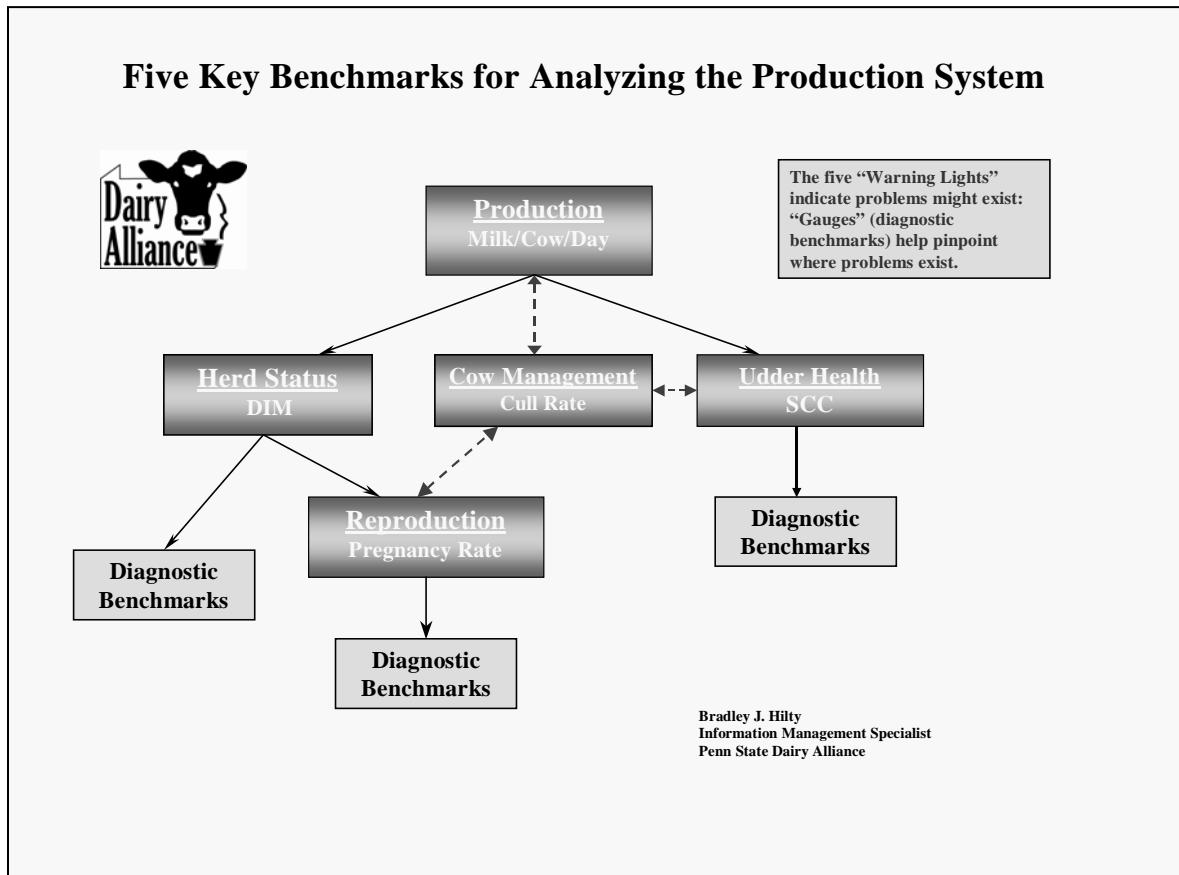 Five Key Benchmarks for Analyzing the Production System
Dairy
Alliance
The five “Warning Lights”
indicate problems might exist:
“Gauges” (diagnostic
benchmarks) help pinpoint
where problems exist.
Production
Milk/Cow/Day
Herd Status
DIM
Cow Management
Cull Rate
Udder Health
SCC
Reproduction
Pregnancy Rate
Diagnostic
Benchmarks
Diagnostic
Benchmarks
Diagnostic
Benchmarks
Bradley J. Hilty
Information Management Specialist
Penn State Dairy Alliance